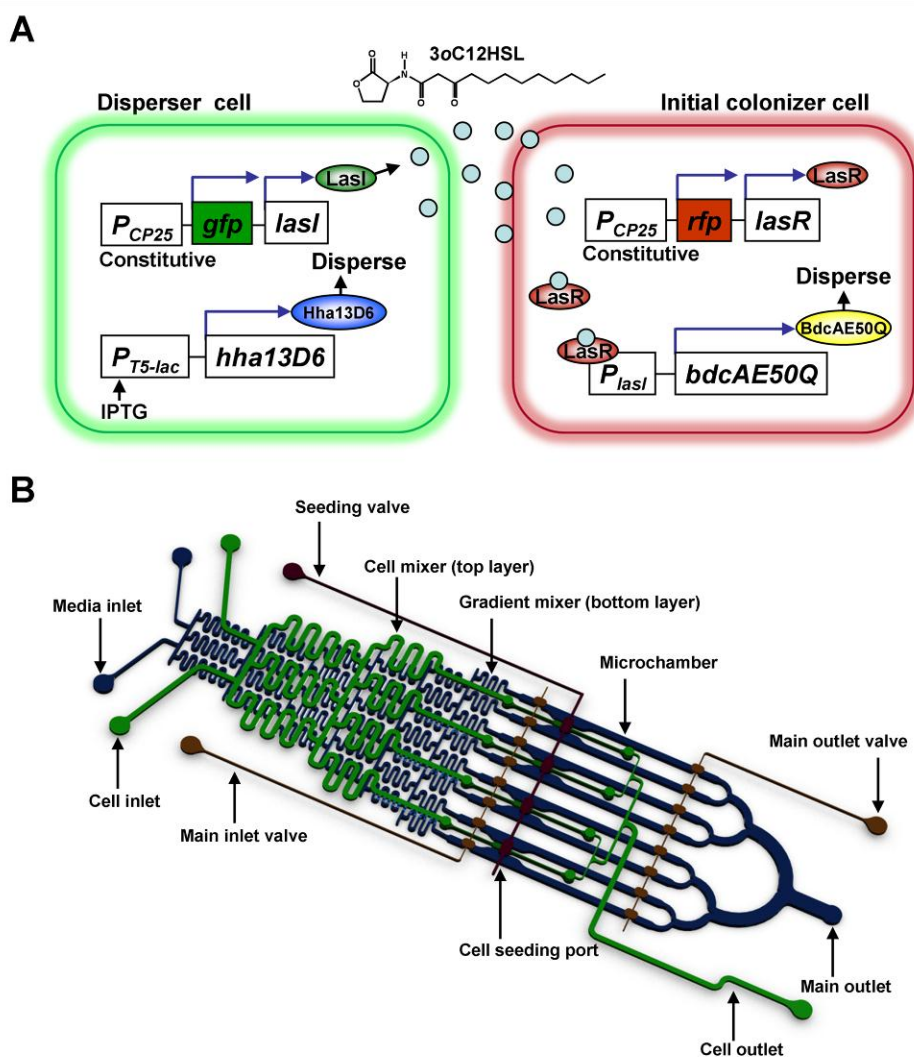 A
3oC12HSL
O
H
N
O
O
O
Disperser cell
Initial colonizer cell
LasI
LasR
P_CP25 gfp lasI
P_CP25 rfp lasR
Constitutive
Constitutive
Disperse
Disperse
Hha13D6
LasR
BdcAE50Q
P_T5-lac hha13D6
LasR
P_lasI bdcAE50Q
IPTG
B
Seeding valve
Cell mixer (top layer)
Gradient mixer (bottom layer)
Media inlet
Microchamber
Main outlet valve
Cell inlet
Main inlet valve
Cell seeding port
Main outlet
Cell outlet